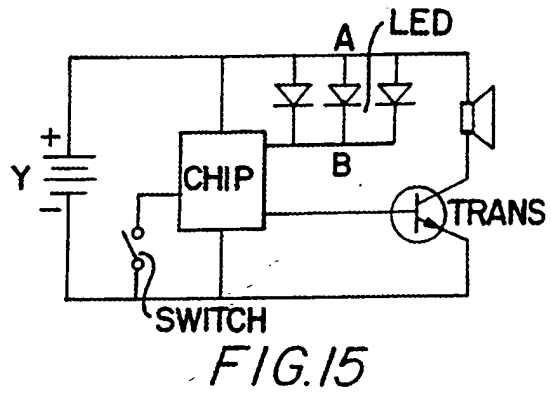 LED
A
+
CHIP
B
Y
TRANS
−
SWITCH
FIG.15